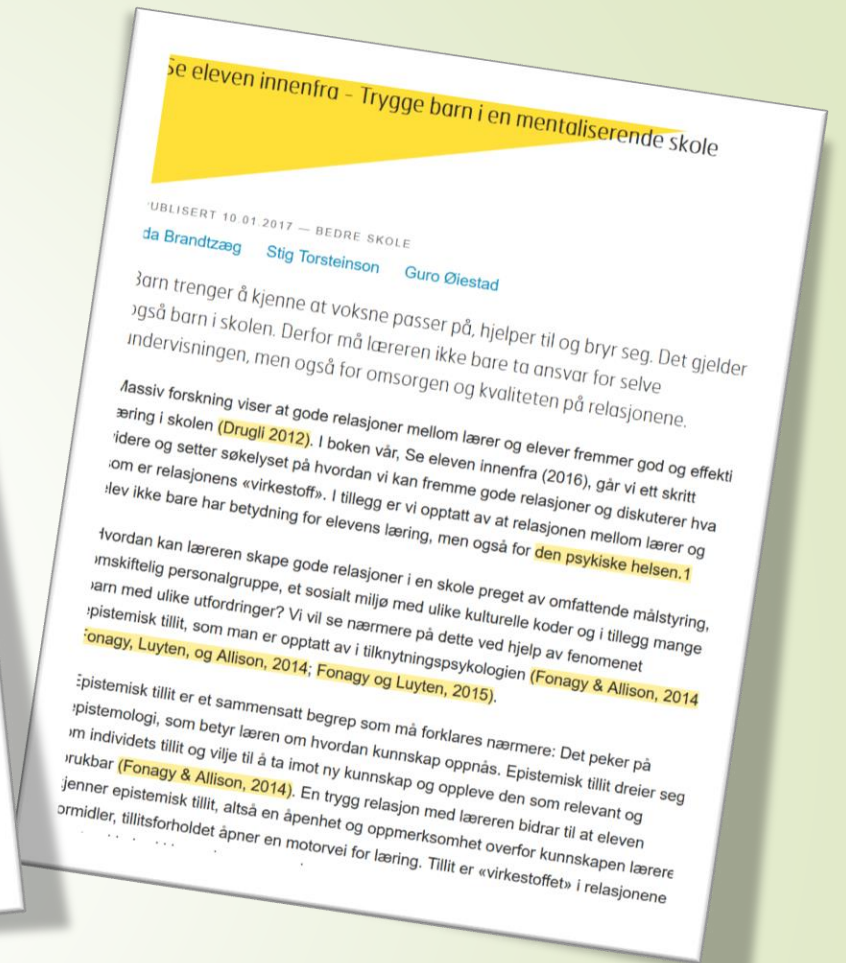 Se eleven innenfra – Trygge barn i en mentaliserende skole
UBLISERT 10.01.2017 — BEDRE SKOLE
da Brandtzæg Stig Torsteinson Guro Øiestad
Barn trenger å kjenne at voksne passer på, hjelper til og bryr seg. Det gjelder
også barn i skolen. Derfor må læreren ikke bare ta ansvar for selve
undervisningen, men også for omsorgen og kvaliteten på relasjonene.
Massiv forskning viser at gode relasjoner mellom lærer og elever fremmer god og effekti
æring i skolen (Drugli 2012). I boken vår, Se eleven innenfra (2016), går vi ett skritt
idere og setter søkelyset på hvordan vi kan fremme gode relasjoner og diskuterer hva
om er relasjonens «virkestoff». I tillegg er vi opptatt av at relasjonen mellom lærer og
lev ikke bare har betydning for elevens læring, men også for den psykiske helsen.1
Hvordan kan læreren skape gode relasjoner i en skole preget av omfattende målstyring,
omskiftelig personalgruppe, et sosialt miljø med ulike kulturelle koder og i tillegg mange
arn med ulike utfordringer? Vi vil se nærmere på dette ved hjelp av fenomenet
pistemisk tillit, som man er opptatt av i tilknytningspsykologien (Fonagy & Allison, 2014
Fonagy, Luyten, og Allison, 2014; Fonagy og Luyten, 2015).
Epistemisk tillit er et sammensatt begrep som må forklares nærmere: Det peker på
pistemologi, som betyr læren om hvordan kunnskap oppnås. Epistemisk tillit dreier seg
om individets tillit og vilje til å ta imot ny kunnskap og oppleve den som relevant og
rukbar (Fonagy & Allison, 2014). En trygg relasjon med læreren bidrar til at eleven
jenner epistemisk tillit, altså en åpenhet og oppmerksomhet overfor kunnskapen lærere
ormidler, tillitsforholdet åpner en motorvei for læring. Tillit er «virkestoffet» i relasjonene